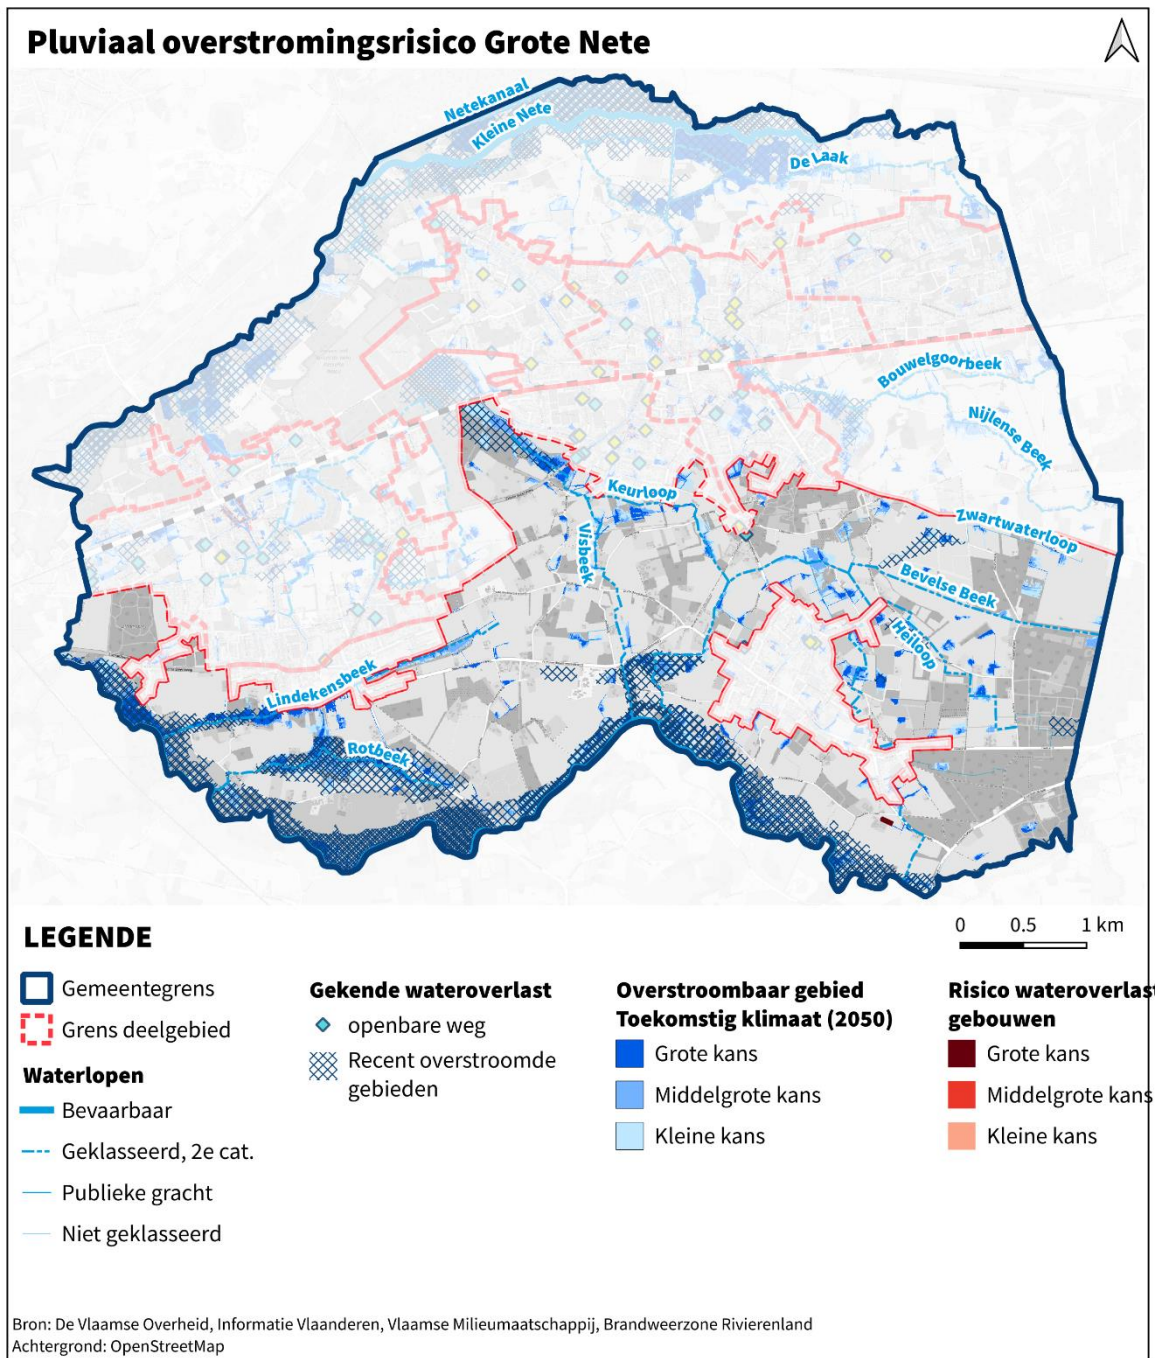 Pluviaal overstromingsrisico Grote Nete
Netekanaal
Kleine Nete
De Laak
Bouwelgoorbeek
Nijlense Beek
Keurloop
Zwartwaterloop
Visbeek
Bevelse Beek
Heiloop
Lindekensbeek
Rotbeek
0 0.5 1 km
LEGENDE
Gemeentegrens
Grens deelgebied
Waterlopen
Bevaarbaar
Geklasseerd, 2e cat.
Publieke gracht
Niet geklasseerd
Gekende wateroverlast
openbare weg
Recent overstroomde
gebieden
Overstroombaar gebied
Toekomstig klimaat (2050)
Grote kans
Middelgrote kans
Kleine kans
Risico wateroverlast
gebouwen
Grote kans
Middelgrote kans
Kleine kans
Bron: De Vlaamse Overheid, Informatie Vlaanderen, Vlaamse Milieumaatschappij, Brandweerzone Rivierenland
Achtergrond: OpenStreetMap